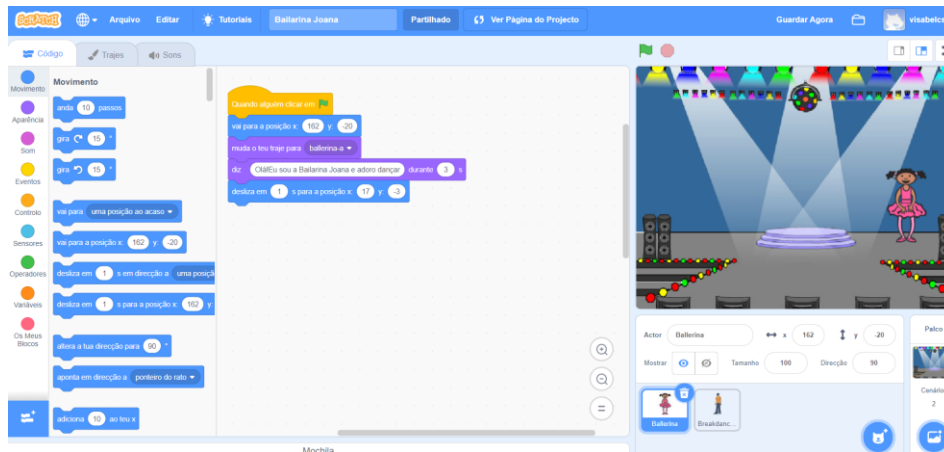 SCRATCH Arquivo Editar Tutoriais Bailarina Joana Partilhado Ver Página do Projecto Guardar Agora visabelcs
Código Trajes Sons
Movimento
Aparência
Som
Eventos
Controlo
Sensores
Operadores
Variáveis
Os Meus
Blocos
Movimento
anda 10 passos
gira 15 °
gira 15 °
vai para uma posição ao acaso
vai para a posição x: 162 y: -20
desliza em 1 s em direcção a uma posiçã
desliza em 1 s para a posição x: 162 y:
altera a tua direcção para 90 °
aponta em direcção a ponteiro do rato
adiciona 10 ao teu x
Quando alguém clicar em
vai para a posição x: 162 y: -20
muda o teu traje para ballerina-a
diz Olá!Eu sou a Bailarina Joana e adoro dançar durante 3 s
desliza em 1 s para a posição x: 17 y: -3
Mochila
Actor Ballerina x 162 y -20
Mostrar Tamanho 100 Direcção 90
Ballerina
Breakdanc...
Palco
Cenário
2